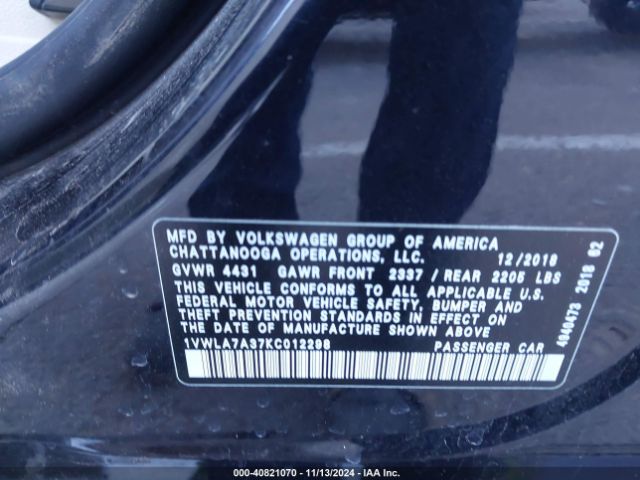 MFD BY VOLKSWAGEN GROUP OF AMERICA
CHATTANOOGA OPERATIONS, LLC. 12/2018
GVWR 4431 GAWR FRONT 2337 / REAR 2205 LBS
THIS VEHICLE CONFORMS TO ALL APPLICABLE U.S.
FEDERAL MOTOR VEHICLE SAFETY, BUMPER AND
THEFT PREVENTION STANDARDS IN EFFECT ON
THE DATE OF MANUFACTURE SHOWN ABOVE
1VWLA7A37KC012298 PASSENGER CAR
4940473 2018 62
000-40821070 - 11/13/2024 - IAA Inc.